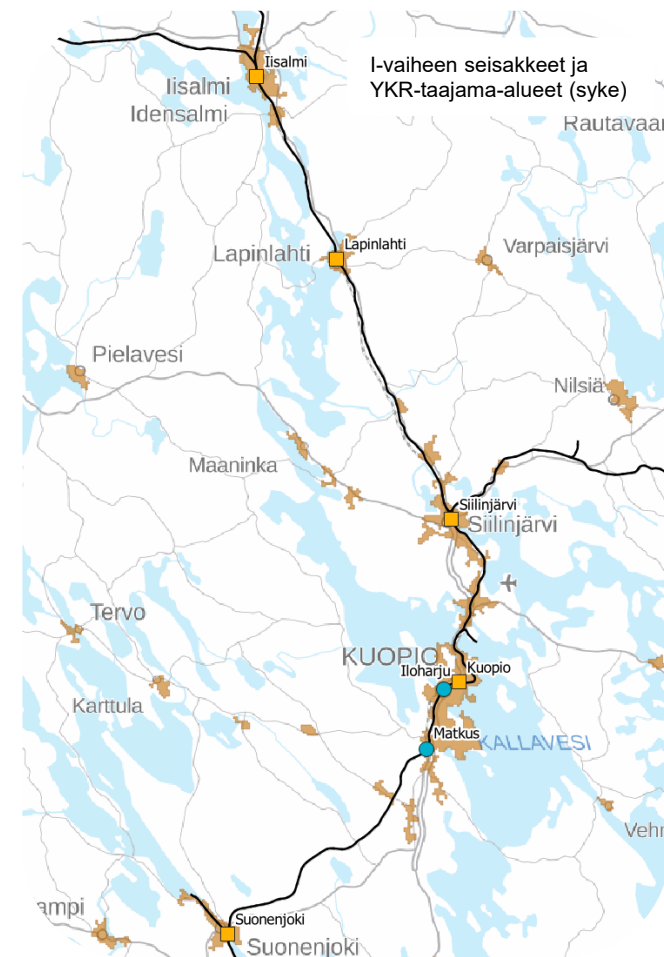 I-vaiheen seisakkeet ja
YKR-taajama-alueet (syke)
Iisalmi
Iisalmi
Idensalmi
Rautavaar
Lapinlahti
Lapinlahti
Varpaisjärvi
Pielavesi
Nilsiä
Maaninka
Siilinjärvi
Siilinjärvi
Tervo
KUOPIO
Kuopio
Iloharju
Karttula
Matkus
KALLAVESI
Vehm
ampi
Suonenjoki
Suonenjoki